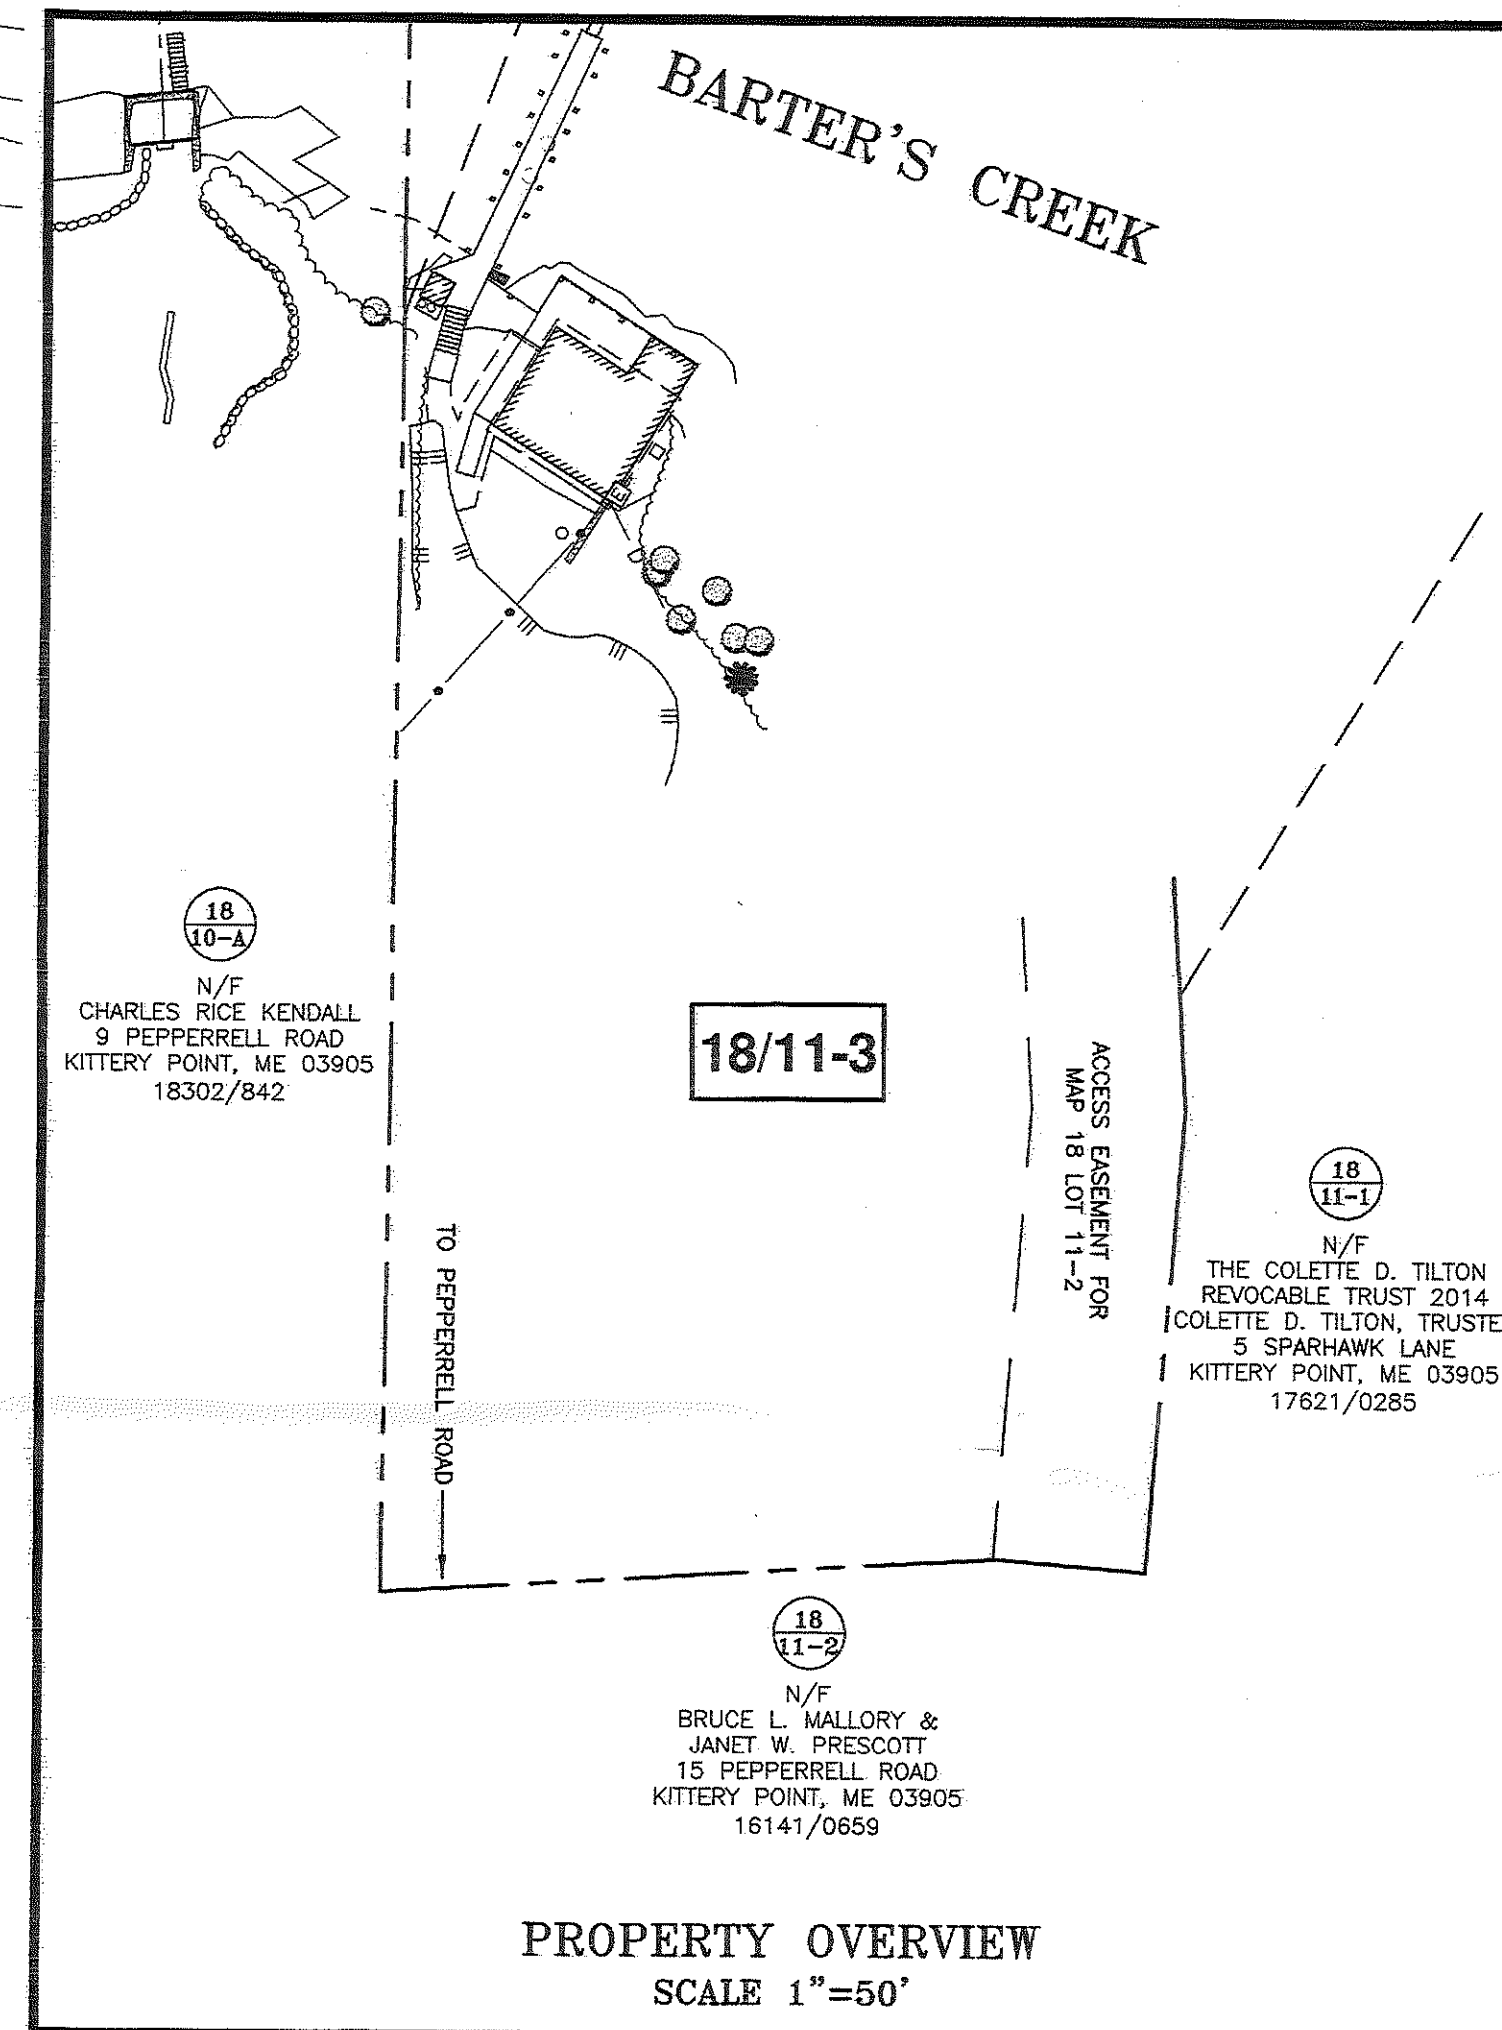 BARTER'S CREEK
E
18
10-A
N/F
CHARLES RICE KENDALL
9 PEPPERRELL ROAD
KITTERY POINT, ME 03905
18302/842
18/11-3
ACCESS EASEMENT FOR
MAP 18 LOT 11-2
18
11-1
N/F
THE COLETTE D. TILTON
REVOCABLE TRUST 2014
COLETTE D. TILTON, TRUSTE
5 SPARHAWK LANE
KITTERY POINT, ME 03905
17621/0285
TO PEPPERRELL ROAD
18
11-2
N/F
BRUCE L. MALLORY &
JANET W. PRESCOTT
15 PEPPERRELL ROAD
KITTERY POINT, ME 03905
16141/0659
PROPERTY OVERVIEW
SCALE 1"=50'